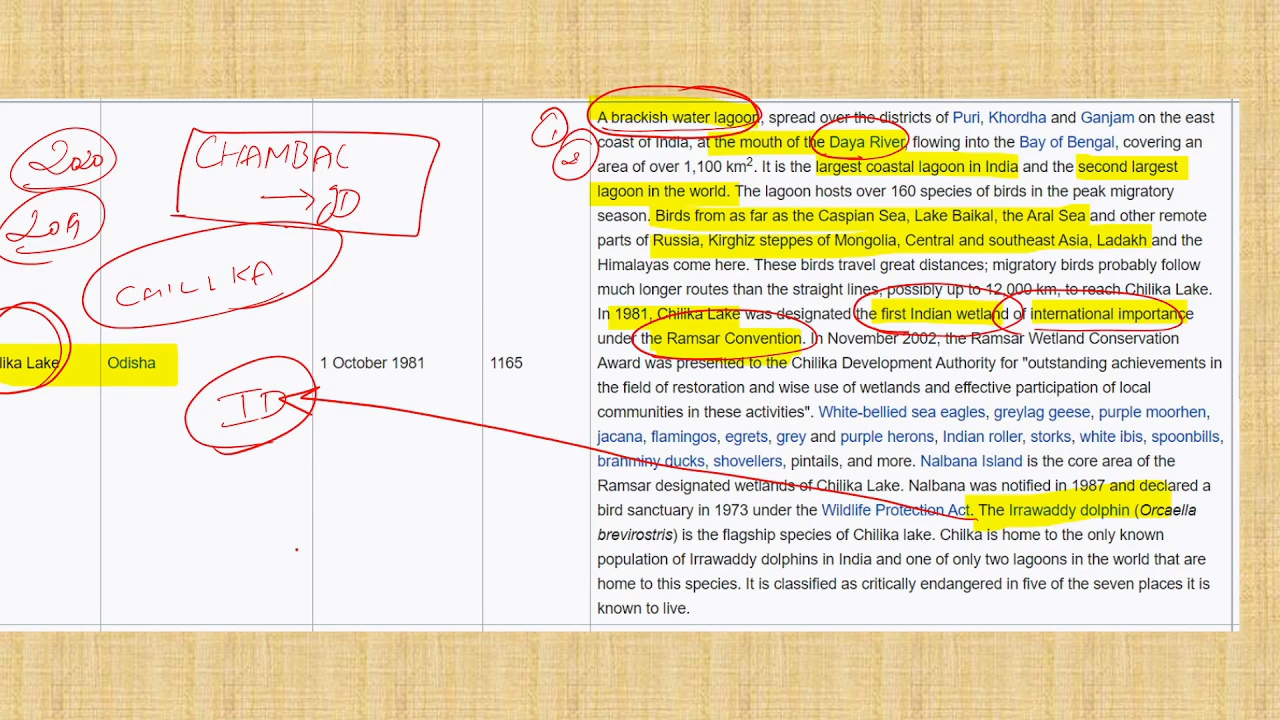 2020
2019
CHAMBAL
→ JD
CHILIKA
ID
1
2
lika Lake
Odisha
1 October 1981
1165
A brackish water lagoon, spread over the districts of Puri, Khordha and Ganjam on the east
coast of India, at the mouth of the Daya River, flowing into the Bay of Bengal, covering an
area of over 1,100 km2. It is the largest coastal lagoon in India and the second largest
lagoon in the world. The lagoon hosts over 160 species of birds in the peak migratory
season. Birds from as far as the Caspian Sea, Lake Baikal, the Aral Sea and other remote
parts of Russia, Kirghiz steppes of Mongolia, Central and southeast Asia, Ladakh and the
Himalayas come here. These birds travel great distances; migratory birds probably follow
much longer routes than the straight lines, possibly up to 12,000 km, to reach Chilika Lake.
In 1981, Chilika Lake was designated the first Indian wetland of international importance
under the Ramsar Convention. In November 2002, the Ramsar Wetland Conservation
Award was presented to the Chilika Development Authority for "outstanding achievements in
the field of restoration and wise use of wetlands and effective participation of local
communities in these activities". White-bellied sea eagles, greylag geese, purple moorhen,
jacana, flamingos, egrets, grey and purple herons, Indian roller, storks, white ibis, spoonbills,
brahminy ducks, shovellers, pintails, and more. Nalbana Island is the core area of the
Ramsar designated wetlands of Chilika Lake. Nalbana was notified in 1987 and declared a
bird sanctuary in 1973 under the Wildlife Protection Act. The Irrawaddy dolphin (Orcaella
brevirostris) is the flagship species of Chilika lake. Chilka is home to the only known
population of Irrawaddy dolphins in India and one of only two lagoons in the world that are
home to this species. It is classified as critically endangered in five of the seven places it is
known to live.